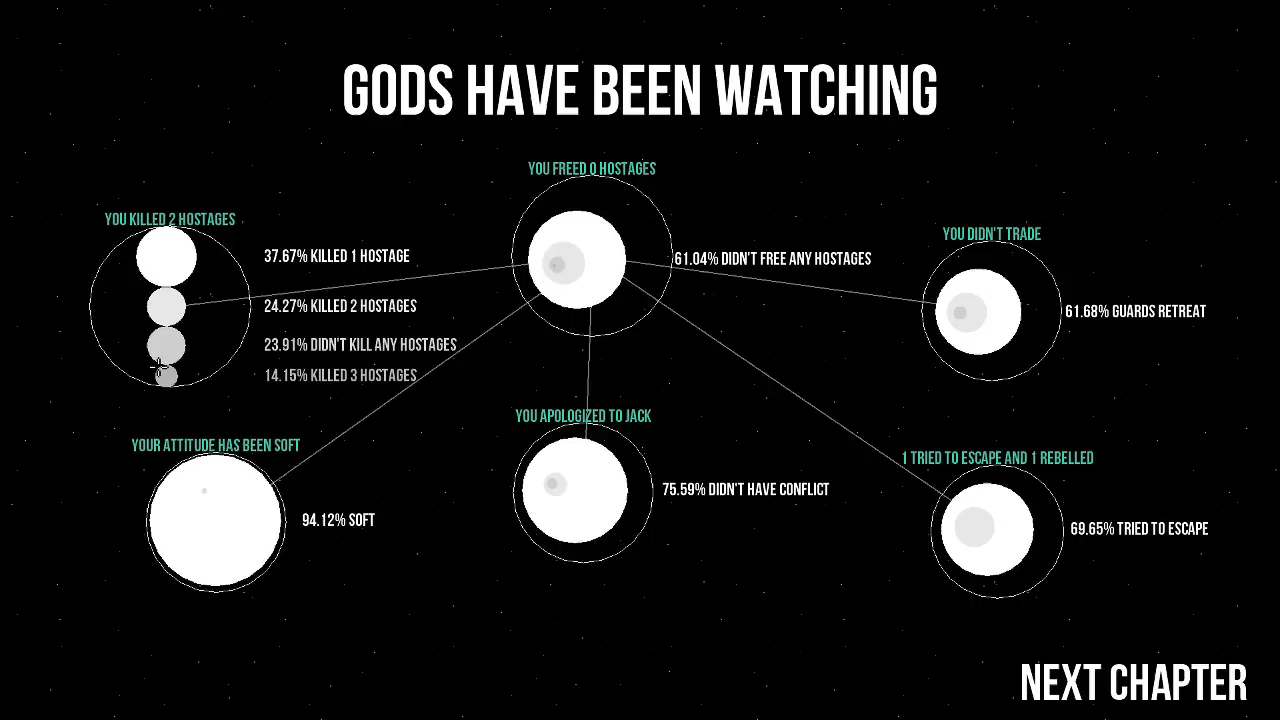 GODS HAVE BEEN WATCHING
YOU FREED 0 HOSTAGES
61.04% DIDN'T FREE ANY HOSTAGES
YOU KILLED 2 HOSTAGES
37.67% KILLED 1 HOSTAGE
24.27% KILLED 2 HOSTAGES
23.91% DIDN'T KILL ANY HOSTAGES
14.15% KILLED 3 HOSTAGES
YOU DIDN'T TRADE
61.68% GUARDS RETREAT
YOUR ATTITUDE HAS BEEN SOFT
94.12% SOFT
YOU APOLOGIZED TO JACK
75.59% DIDN'T HAVE CONFLICT
1 TRIED TO ESCAPE AND 1 REBELLED
69.65% TRIED TO ESCAPE
NEXT CHAPTER